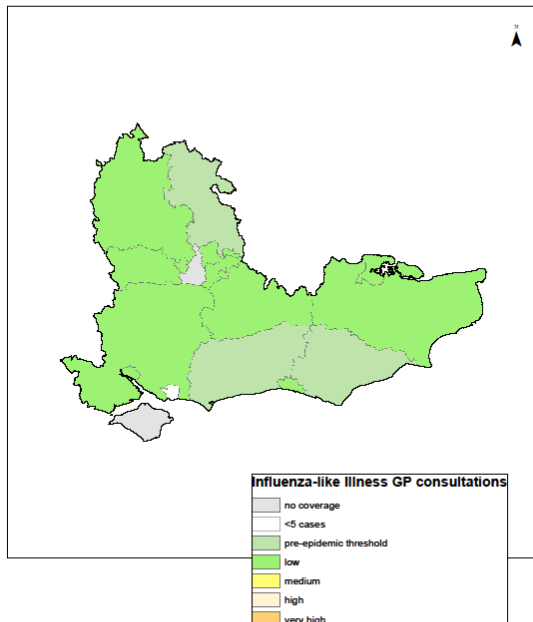 N
Influenza-like Illness GP consultations
no coverage
<5 cases
pre-epidemic threshold
low
medium
high
very high